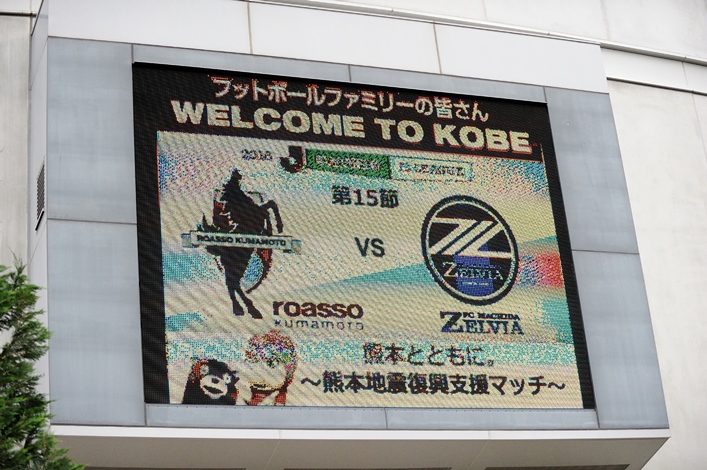 フットボールファミリーの皆さん
WELCOME TO KOBE
2016 J
第15節
ROASSO KUMAMOTO
VS
ZELVIA
roasso
kumamoto
FC MACHIDA
ZELVIA
熊本とともに。
～熊本地震復興支援マッチ～